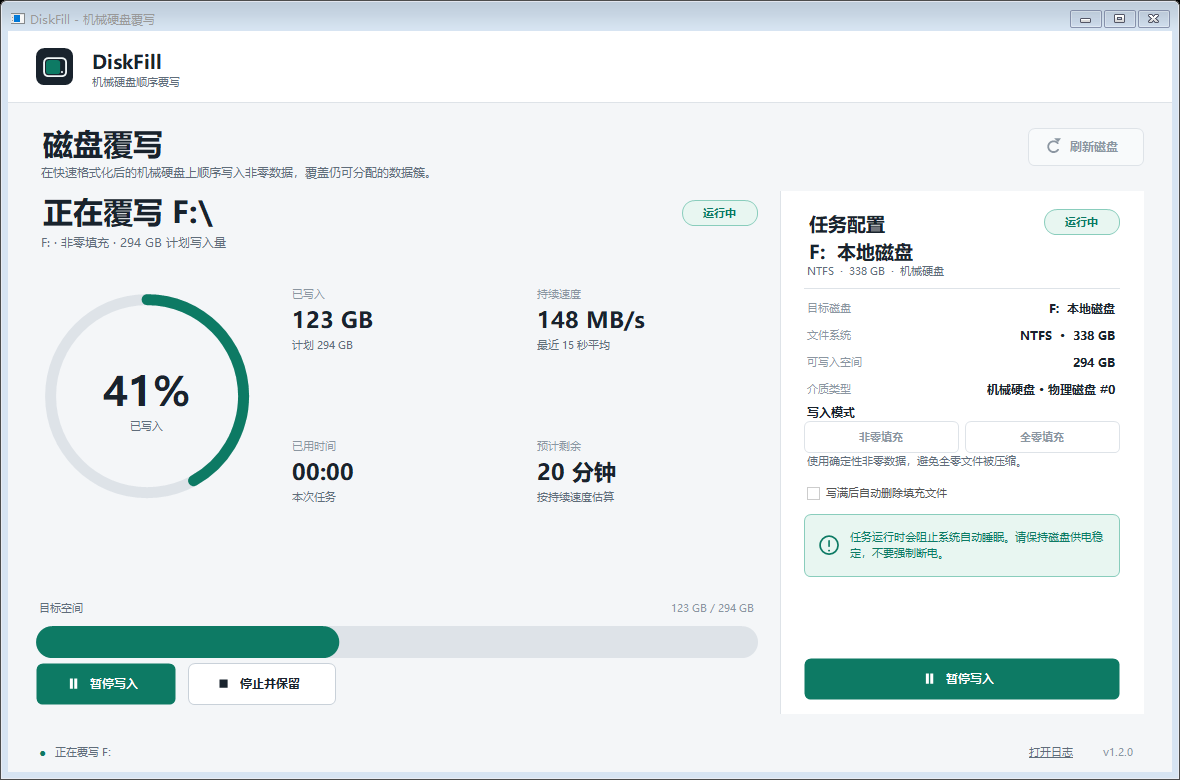 DiskFill - 机械硬盘覆写
DiskFill
机械硬盘顺序覆写
磁盘覆写
在快速格式化后的机械硬盘上顺序写入非零数据，覆盖仍可分配的数据簇。
刷新磁盘
正在覆写 F:\
运行中
F: · 非零填充 · 294 GB 计划写入量
41%
已写入
已写入
123 GB
计划 294 GB
持续速度
148 MB/s
最近 15 秒平均
已用时间
00:00
本次任务
预计剩余
20 分钟
按持续速度估算
目标空间
123 GB / 294 GB
暂停写入
停止并保留
任务配置
运行中
F: 本地磁盘
NTFS · 338 GB · 机械硬盘
目标磁盘
F: 本地磁盘
文件系统
NTFS · 338 GB
可写入空间
294 GB
介质类型
机械硬盘 · 物理磁盘 #0
写入模式
非零填充
全零填充
使用确定性非零数据，避免全零文件被压缩。
写满后自动删除填充文件
任务运行时会阻止系统自动睡眠。请保持磁盘供电稳
定，不要强制断电。
暂停写入
正在覆写 F:
打开日志
v1.2.0